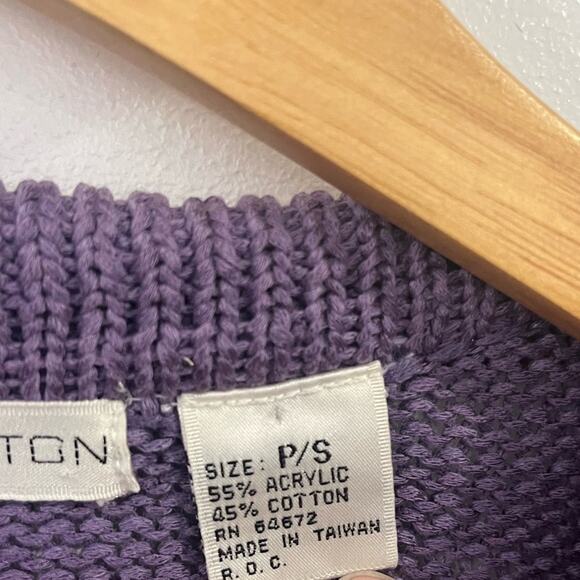 TON
SIZE: P/S
55% ACRYLIC
45% COTTON
RN 64672
MADE IN TAIWAN
R.O.C.